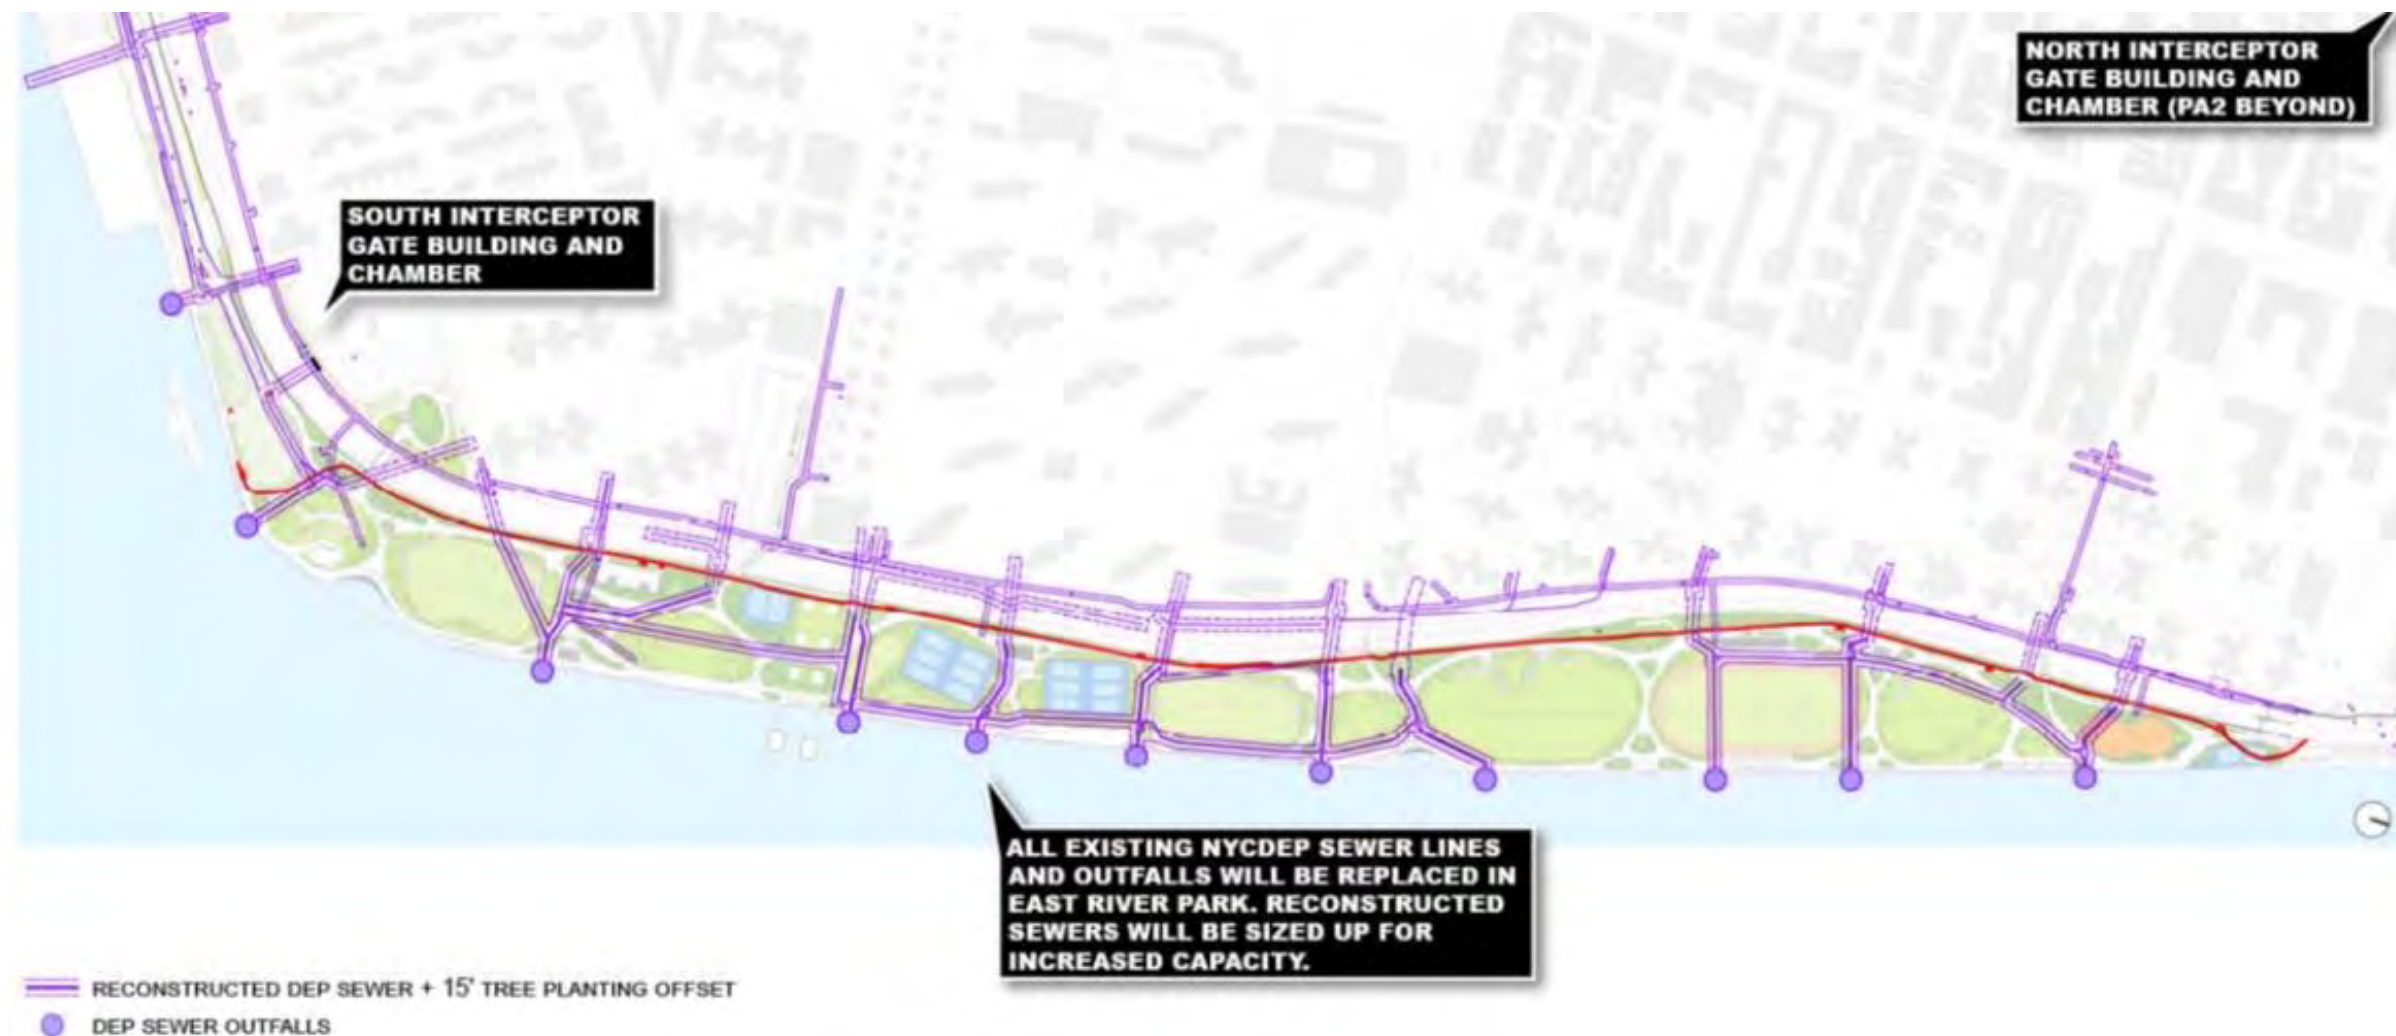 NORTH INTERCEPTOR
GATE BUILDING AND
CHAMBER (PA2 BEYOND)
SOUTH INTERCEPTOR
GATE BUILDING AND
CHAMBER
ALL EXISTING NYCDEP SEWER LINES
AND OUTFALLS WILL BE REPLACED IN
EAST RIVER PARK. RECONSTRUCTED
SEWERS WILL BE SIZED UP FOR
INCREASED CAPACITY.
RECONSTRUCTED DEP SEWER + 15' TREE PLANTING OFFSET
DEP SEWER OUTFALLS